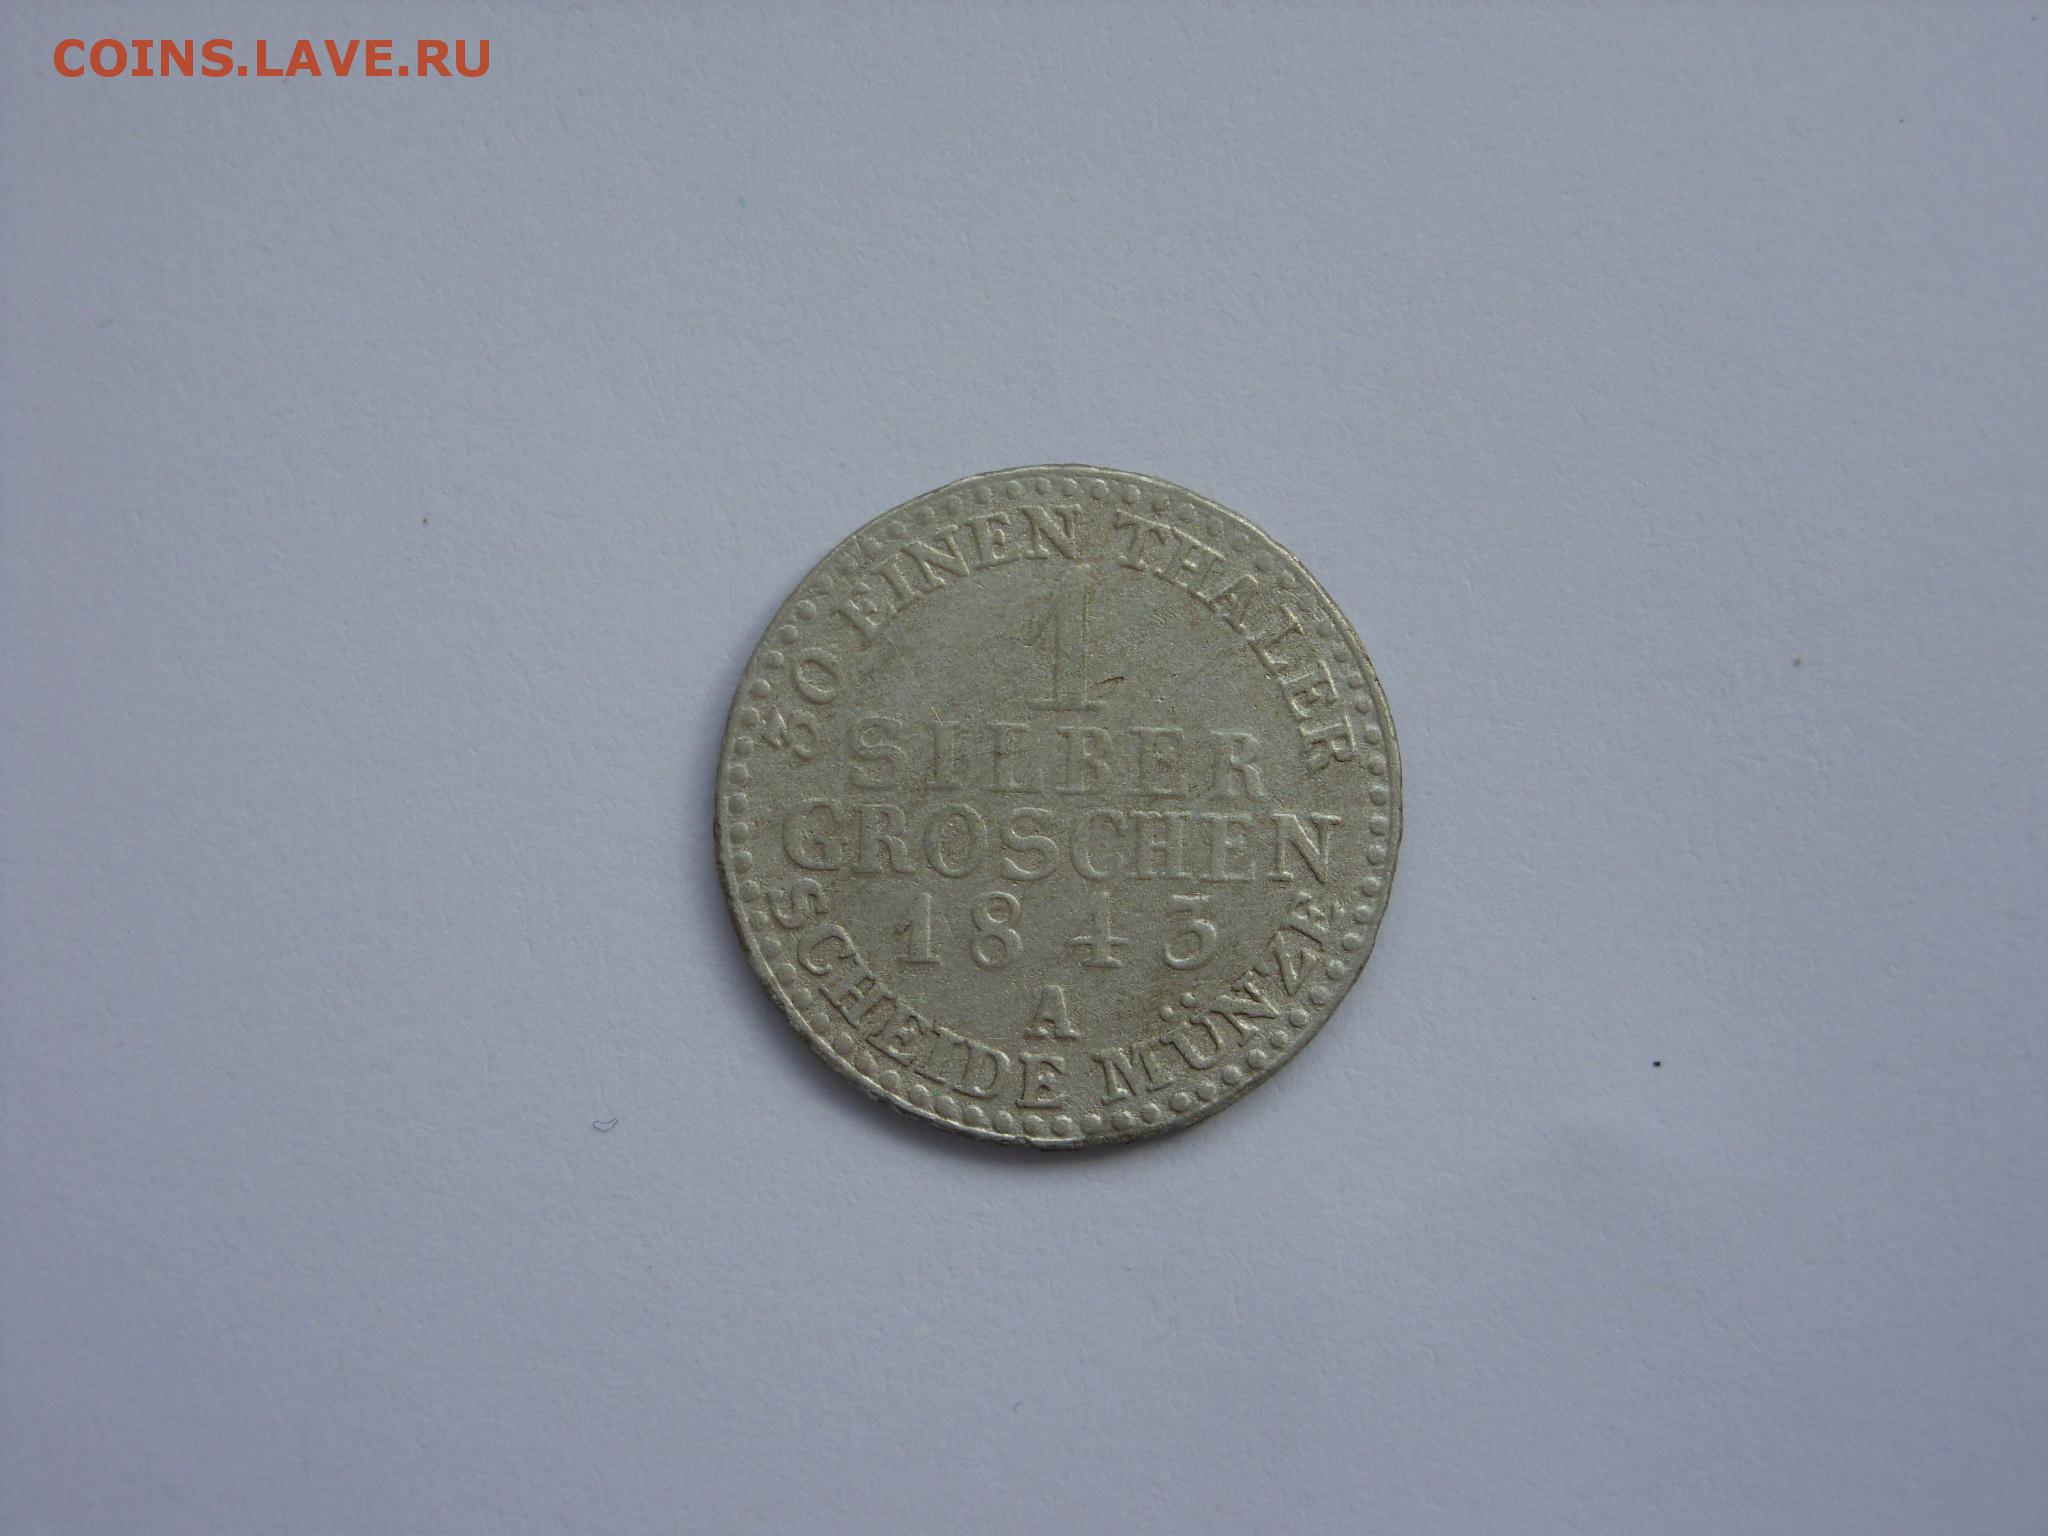 COINS.LAVE.RU
30 EINEN THALER
1
SILBER
GROSCHEN
1843
A
SCHEIDE MÜNZE